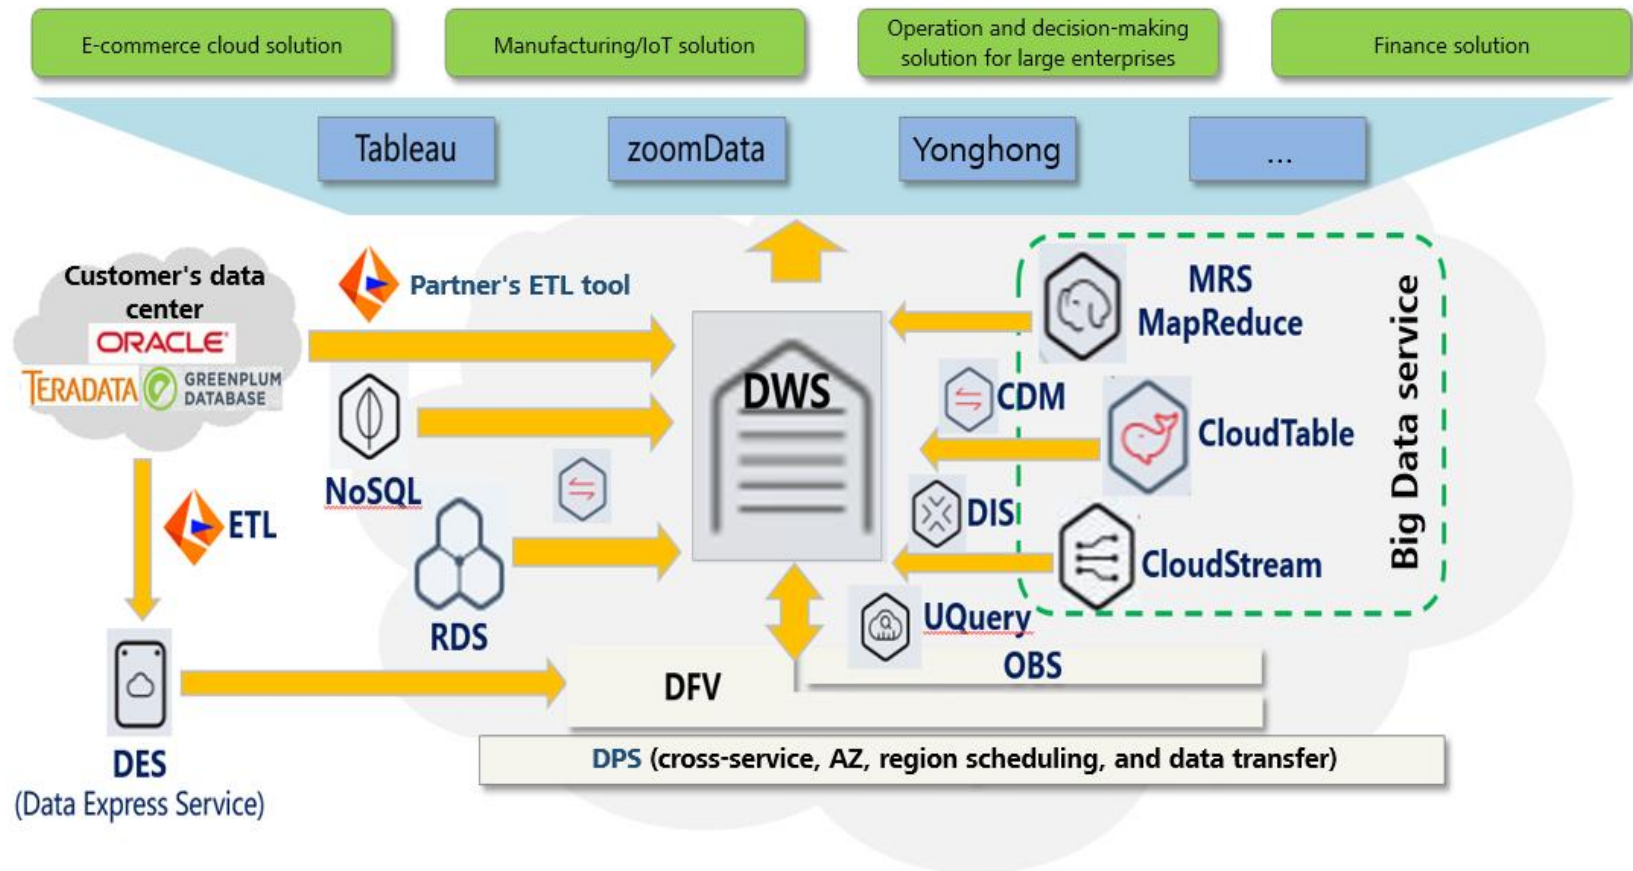 E-commerce cloud solution
Manufacturing/IoT solution
Operation and decision-making
solution for large enterprises
Finance solution
Tableau
zoomData
Yonghong
...
Customer's data
center
ORACLE
TERADATA
GREENPLUM
DATABASE
Partner's ETL tool
NoSQL
RDS
ETL
DES
(Data Express Service)
DWS
MRS
MapReduce
CDM
CloudTable
DIS
CloudStream
Big Data service
UQuery
OBS
DFV
DPS (cross-service, AZ, region scheduling, and data transfer)